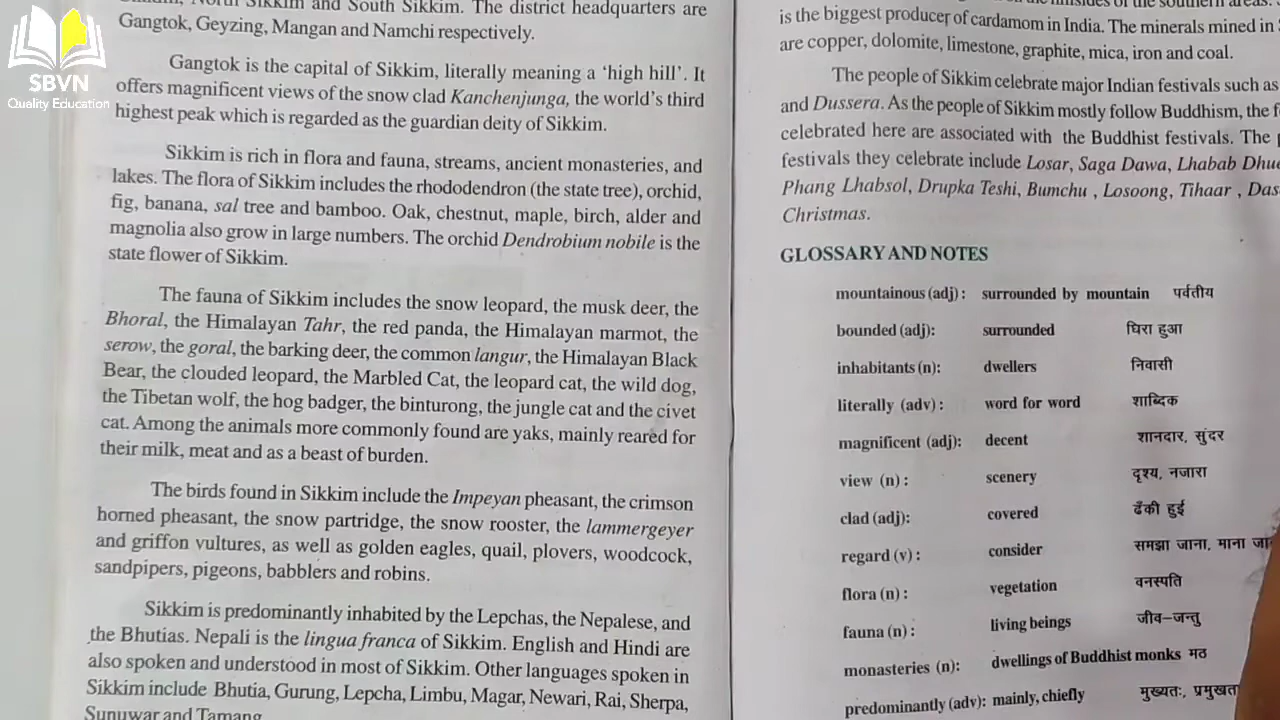 SBVN
Quality Education
North Sikkim and South Sikkim. The district headquarters are
Gangtok, Geyzing, Mangan and Namchi respectively.
Gangtok is the capital of Sikkim, literally meaning a ‘high hill’. It
offers magnificent views of the snow clad Kanchenjunga, the world’s third
highest peak which is regarded as the guardian deity of Sikkim.
Sikkim is rich in flora and fauna, streams, ancient monasteries, and
lakes. The flora of Sikkim includes the rhododendron (the state tree), orchid,
fig, banana, sal tree and bamboo. Oak, chestnut, maple, birch, alder and
magnolia also grow in large numbers. The orchid Dendrobium nobile is the
state flower of Sikkim.
The fauna of Sikkim includes the snow leopard, the musk deer, the
Bhoral, the Himalayan Tahr, the red panda, the Himalayan marmot, the
serow, the goral, the barking deer, the common langur, the Himalayan Black
Bear, the clouded leopard, the Marbled Cat, the leopard cat, the wild dog,
the Tibetan wolf, the hog badger, the binturong, the jungle cat and the civet
cat. Among the animals more commonly found are yaks, mainly reared for
their milk, meat and as a beast of burden.
The birds found in Sikkim include the Impeyan pheasant, the crimson
horned pheasant, the snow partridge, the snow rooster, the lammergeyer
and griffon vultures, as well as golden eagles, quail, plovers, woodcock,
sandpipers, pigeons, babblers and robins.
Sikkim is predominantly inhabited by the Lepchas, the Nepalese, and
the Bhutias. Nepali is the lingua franca of Sikkim. English and Hindi are
also spoken and understood in most of Sikkim. Other languages spoken in
Sikkim include Bhutia, Gurung, Lepcha, Limbu, Magar, Newari, Rai, Sherpa,
Sunuwar and Tamang
of the southern areas.
is the biggest producer of cardamom in India. The minerals mined in
are copper, dolomite, limestone, graphite, mica, iron and coal.
The people of Sikkim celebrate major Indian festivals such as
and Dussera. As the people of Sikkim mostly follow Buddhism, the
celebrated here are associated with the Buddhist festivals. The
festivals they celebrate include Losar, Saga Dawa, Lhabab
Phang Lhabsol, Drupka Teshi, Bumchu , Losoong, Tihaar ,
Christmas.
GLOSSARY AND NOTES
mountainous (adj) : surrounded by mountain पर्वतीय
bounded (adj): surrounded घिरा हुआ
inhabitants (n): dwellers निवासी
literally (adv) : word for word शाब्दिक
magnificent (adj): decent शानदार, सुंदर
view (n) : scenery दृश्य, नजारा
clad (adj): covered ढँकी हुई
regard (v) : consider समझा जाना, माना
flora (n) : vegetation वनस्पति
fauna (n) : living beings जीव-जन्तु
monasteries (n): dwellings of Buddhist monks मठ
predominantly (adv): mainly, chiefly मुख्यतः,